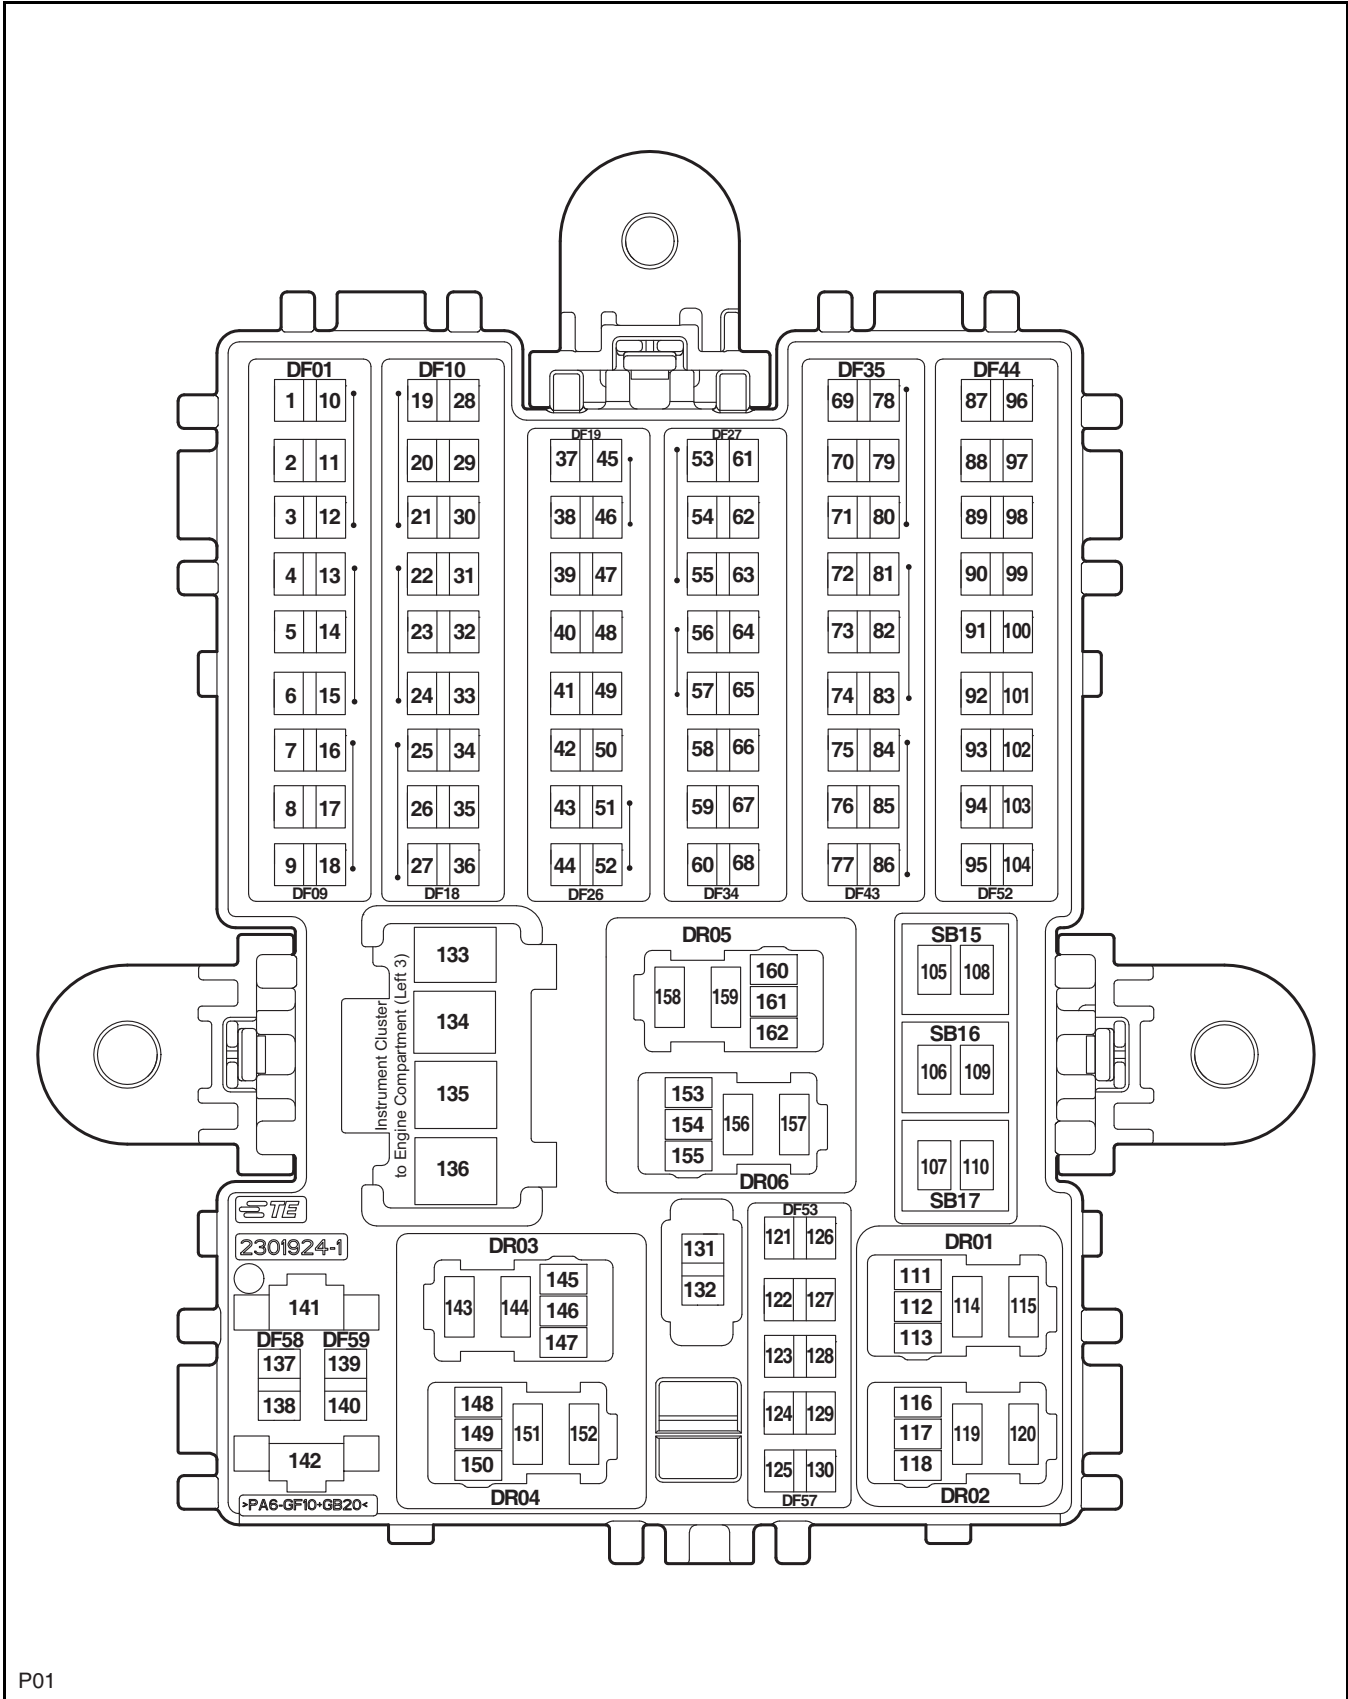 DF01 DF10 DF35 DF44
1 10 19 28 69 78 87 96
DF19 DF27
2 11 20 29 37 45 53 61 70 79 88 97
3 12 21 30 38 46 54 62 71 80 89 98
4 13 22 31 39 47 55 63 72 81 90 99
5 14 23 32 40 48 56 64 73 82 91 100
6 15 24 33 41 49 57 65 74 83 92 101
7 16 25 34 42 50 58 66 75 84 93 102
8 17 26 35 43 51 59 67 76 85 94 103
9 18 27 36 44 52 60 68 77 86 95 104
DF09 DF18 DF26 DF34 DF43 DF52
Instrument Cluster
to Engine Compartment (Left 3)
133
134
135
136
DR05
158 159 160
161
162
153
154
155
156 157
DR06
SB15
105 108
SB16
106 109
107 110
SB17
TE
2301924-1
141
DF58 DF59
137 139
138 140
142
>PA6-GF10+GB20<
DR03
143 144 145
146
147
148
149
150
151 152
DR04
131
132
DF53
121 126
122 127
123 128
124 129
125 130
DF57
DR01
111
112
113
114 115
116
117
118
119 120
DR02
P01